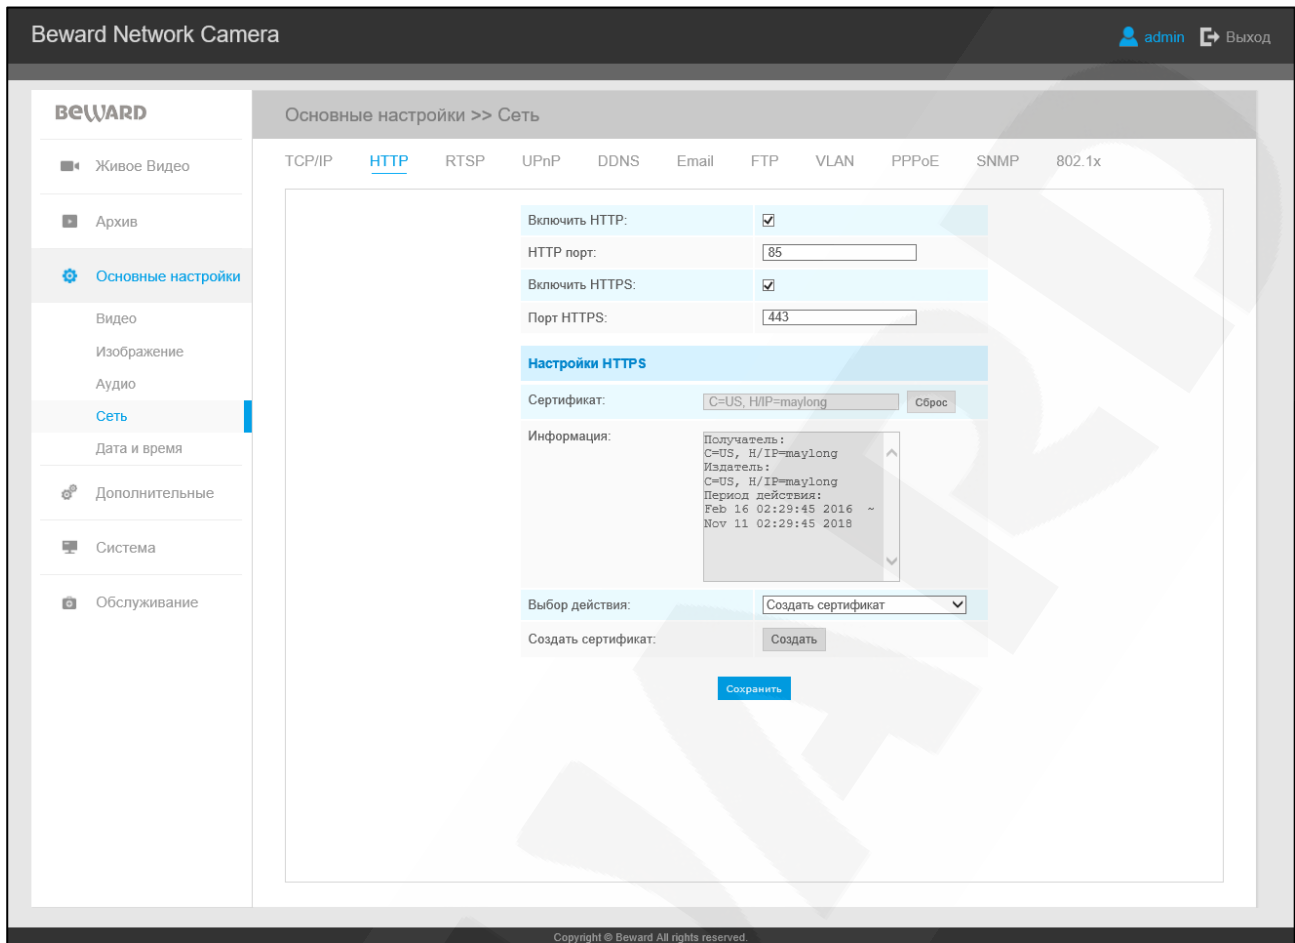 Beward Network Camera
admin Выход
BEWARD
Основные настройки >> Сеть
TCP/IP HTTP RTSP UPnP DDNS Email FTP VLAN PPPoE SNMP 802.1x
Живое Видео
Архив
Основные настройки
Видео
Изображение
Аудио
Сеть
Дата и время
Дополнительные
Система
Обслуживание
Включить HTTP:
HTTP порт: 85
Включить HTTPS:
Порт HTTPS: 443
Настройки HTTPS
Сертификат: C=US, H/IP=maylong Сброс
Информация:
Получатель:
C=US, H/IP=maylong
Издатель:
C=US, H/IP=maylong
Период действия:
Feb 16 02:29:45 2016 ~
Nov 11 02:29:45 2018
Выбор действия: Создать сертификат
Создать сертификат: Создать
Сохранить
Copyright © Beward All rights reserved.